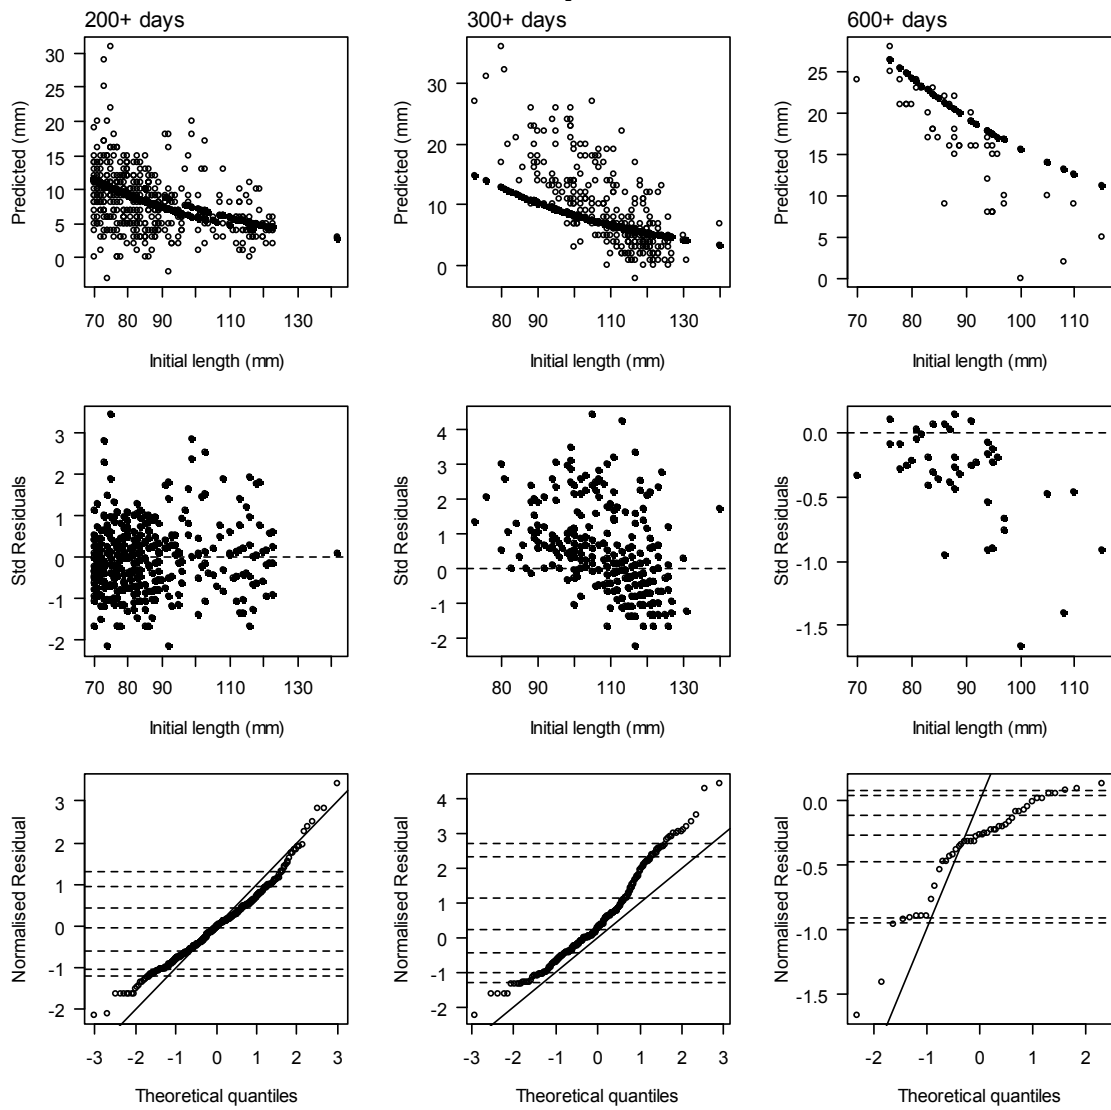 200+ days
300+ days
600+ days
Predicted (mm)
30
25
20
15
10
5
0
70 80 90 110 130
Initial length (mm)
Predicted (mm)
30
20
10
0
90 110 130
Initial length (mm)
Predicted (mm)
25
20
15
10
5
0
70 80 90 100 110
Initial length (mm)
Std Residuals
3
2
1
0
-1
-2
70 80 90 110 130
Initial length (mm)
Std Residuals
4
3
2
1
0
-1
-2
90 110 130
Initial length (mm)
Std Residuals
0.0
-0.5
-1.0
-1.5
70 80 90 100 110
Initial length (mm)
Normalised Residual
3
2
1
0
-1
-2
-3 -2 -1 0 1 2 3
Theoretical quantiles
Normalised Residual
4
3
2
1
0
-1
-2
-3 -2 -1 0 1 2 3
Theoretical quantiles
Normalised Residual
0.0
-0.5
-1.0
-1.5
-2 -1 0 1 2
Theoretical quantiles